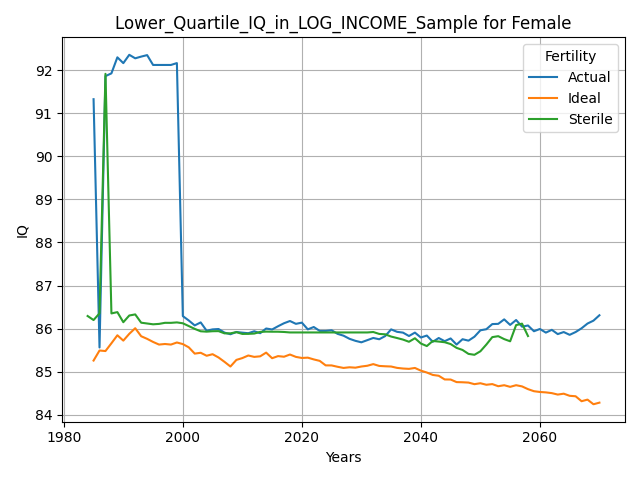 Lower_Quartile_IQ_in_LOG_INCOME_Sample for Female
Fertility
Actual
Ideal
Sterile
92
91
90
89
88
87
86
85
84
IQ
1980
2000
2020
2040
2060
Years